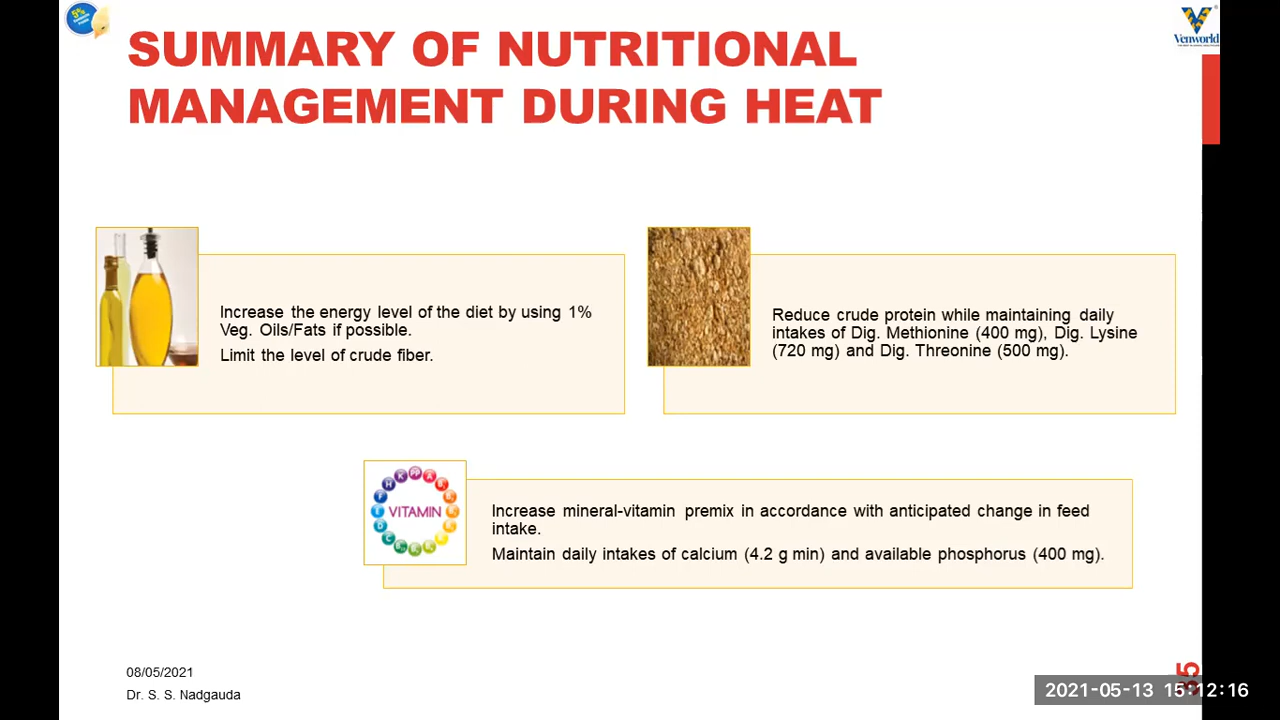 5%
Venworld
SUMMARY OF NUTRITIONAL
MANAGEMENT DURING HEAT
Increase the energy level of the diet by using 1%
Veg. Oils/Fats if possible.
Limit the level of crude fiber.
Reduce crude protein while maintaining daily
intakes of Dig. Methionine (400 mg), Dig. Lysine
(720 mg) and Dig. Threonine (500 mg).
VITAMIN
Increase mineral-vitamin premix in accordance with anticipated change in feed
intake.
Maintain daily intakes of calcium (4.2 g min) and available phosphorus (400 mg).
08/05/2021
Dr. S. S. Nadgauda
2021-05-13 15:12:16